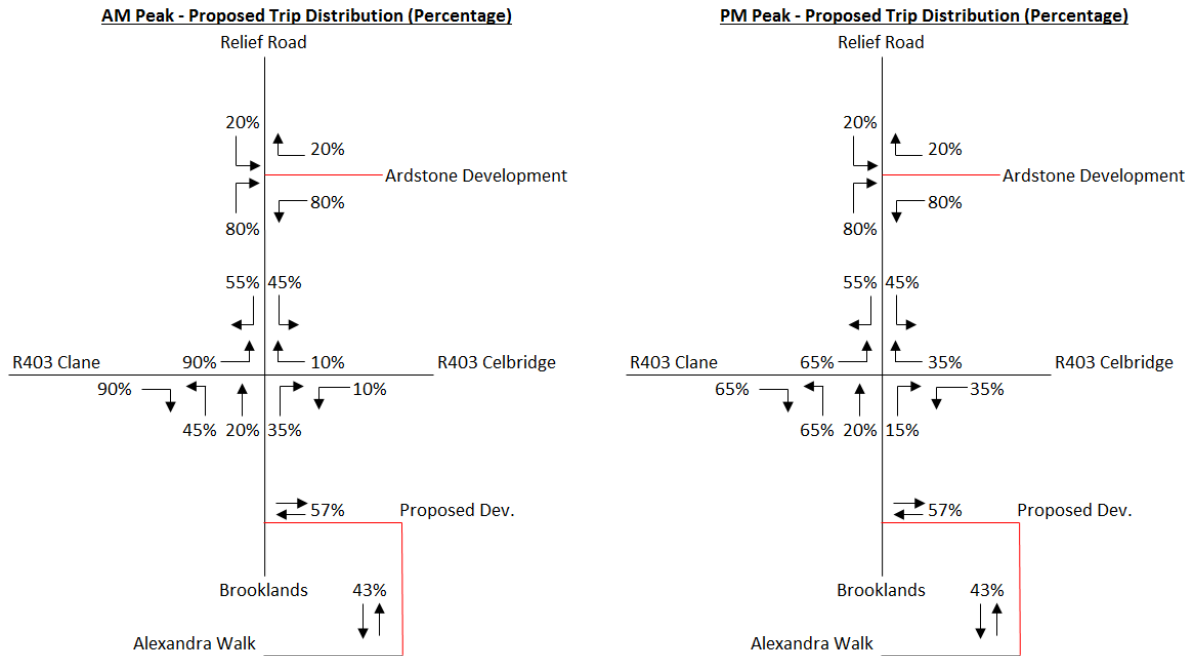 AM Peak - Proposed Trip Distribution (Percentage)
Relief Road
20%
20%
Ardstone Development
80%
80%
55% 45%
R403 Clane 90% 10% R403 Celbridge
90% 10%
45% 20% 35%
57% Proposed Dev.
Brooklands 43%
Alexandra Walk
PM Peak - Proposed Trip Distribution (Percentage)
Relief Road
20%
20%
Ardstone Development
80%
80%
55% 45%
R403 Clane 65% 35% R403 Celbridge
65% 35%
65% 20% 15%
57% Proposed Dev.
Brooklands 43%
Alexandra Walk